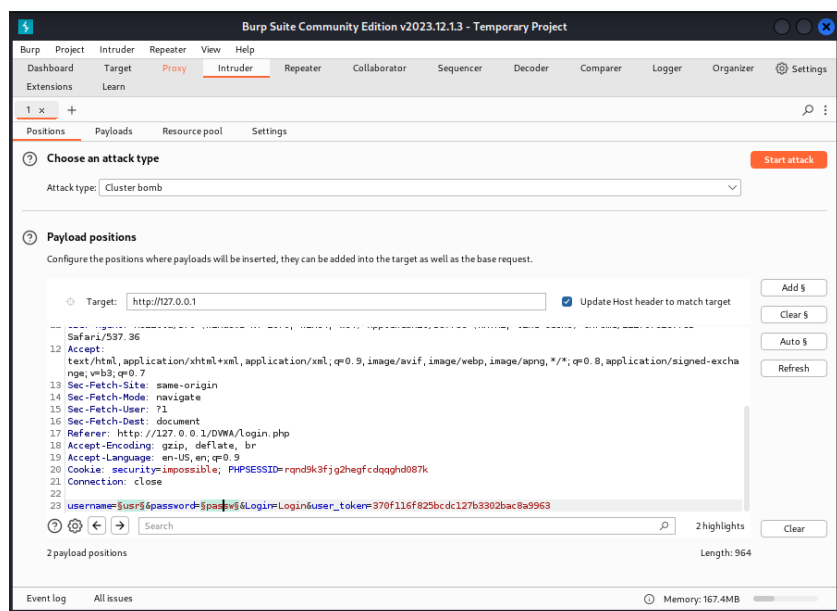 Burp Suite Community Edition v2023.12.1.3 - Temporary Project
Burp Project Intruder Repeater View Help
Dashboard Target Proxy Intruder Repeater Collaborator Sequencer Decoder Comparer Logger Organizer Settings
Extensions Learn
1 × +
Positions Payloads Resource pool Settings
? Choose an attack type
Start attack
Attack type: Cluster bomb
? Payload positions
Configure the positions where payloads will be inserted, they can be added into the target as well as the base request.
Add §
Target: http://127.0.0.1
Update Host header to match target
Clear §
Safari/537.36
Auto §
12 Accept:
text/html,application/xhtml+xml,application/xml;q=0.9,image/avif,image/webp,image/apng,*/*;q=0.8,application/signed-excha
nge;v=b3;q=0.7
Refresh
13 Sec-Fetch-Site: same-origin
14 Sec-Fetch-Mode: navigate
15 Sec-Fetch-User: ?1
16 Sec-Fetch-Dest: document
17 Referer: http://127.0.0.1/DVWA/login.php
18 Accept-Encoding: gzip, deflate, br
19 Accept-Language: en-US,en;q=0.9
20 Cookie: security=impossible; PHPSESSID=rqnd9k3fjg2hegfcdqqghd087k
21 Connection: close
22
23 username=§usr§&password=§passw§&Login=Login&user_token=370f116f825bcdc127b3302bac8a9963
? Search 2 highlights Clear
2 payload positions Length: 964
Event log All issues Memory: 167.4MB